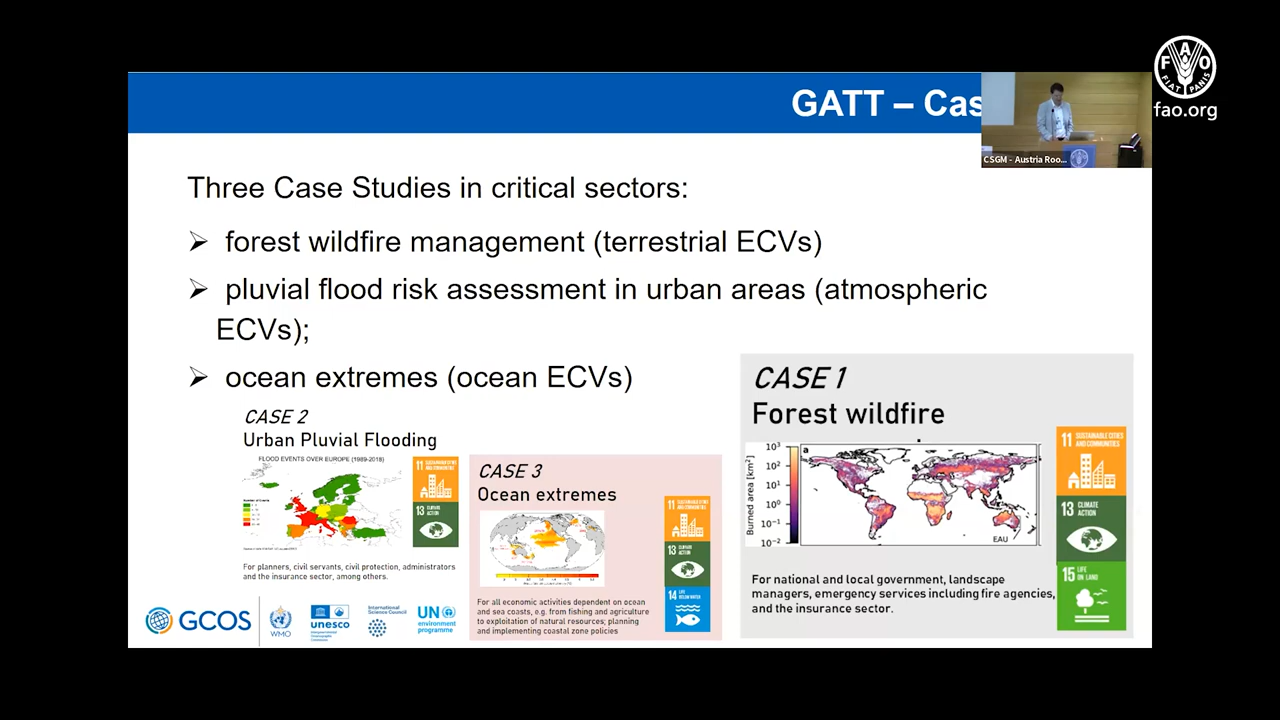 GATT – Cas
CSGM - Austria Roo...
FAO
FIAT PANIS
fao.org
Three Case Studies in critical sectors:
➢ forest wildfire management (terrestrial ECVs)
➢ pluvial flood risk assessment in urban areas (atmospheric
ECVs);
➢ ocean extremes (ocean ECVs)
CASE 2
Urban Pluvial Flooding
FLOOD EVENTS OVER EUROPE (1989-2018)
11 SUSTAINABLE CITIES
AND COMMUNITIES
13 CLIMATE
ACTION
For planners, civil servants, civil protection, administrators
and the insurance sector, among others.
CASE 3
Ocean extremes
11 SUSTAINABLE CITIES
AND COMMUNITIES
13 CLIMATE
ACTION
14 LIFE
BELOW WATER
For all economic activities dependent on ocean
and sea coasts, e.g. from fishing and agriculture
to exploitation of natural resources; planning
and implementing coastal zone policies
CASE 1
Forest wildfire
Burned area [km²]
10³
10²
10¹
10⁰
10⁻¹
10⁻²
a
EAU
11 SUSTAINABLE CITIES
AND COMMUNITIES
13 CLIMATE
ACTION
15 LIFE
ON LAND
For national and local government, landscape
managers, emergency services including fire agencies,
and the insurance sector.
GCOS
WMO
unesco
International
Science Council
UN
environment
programme